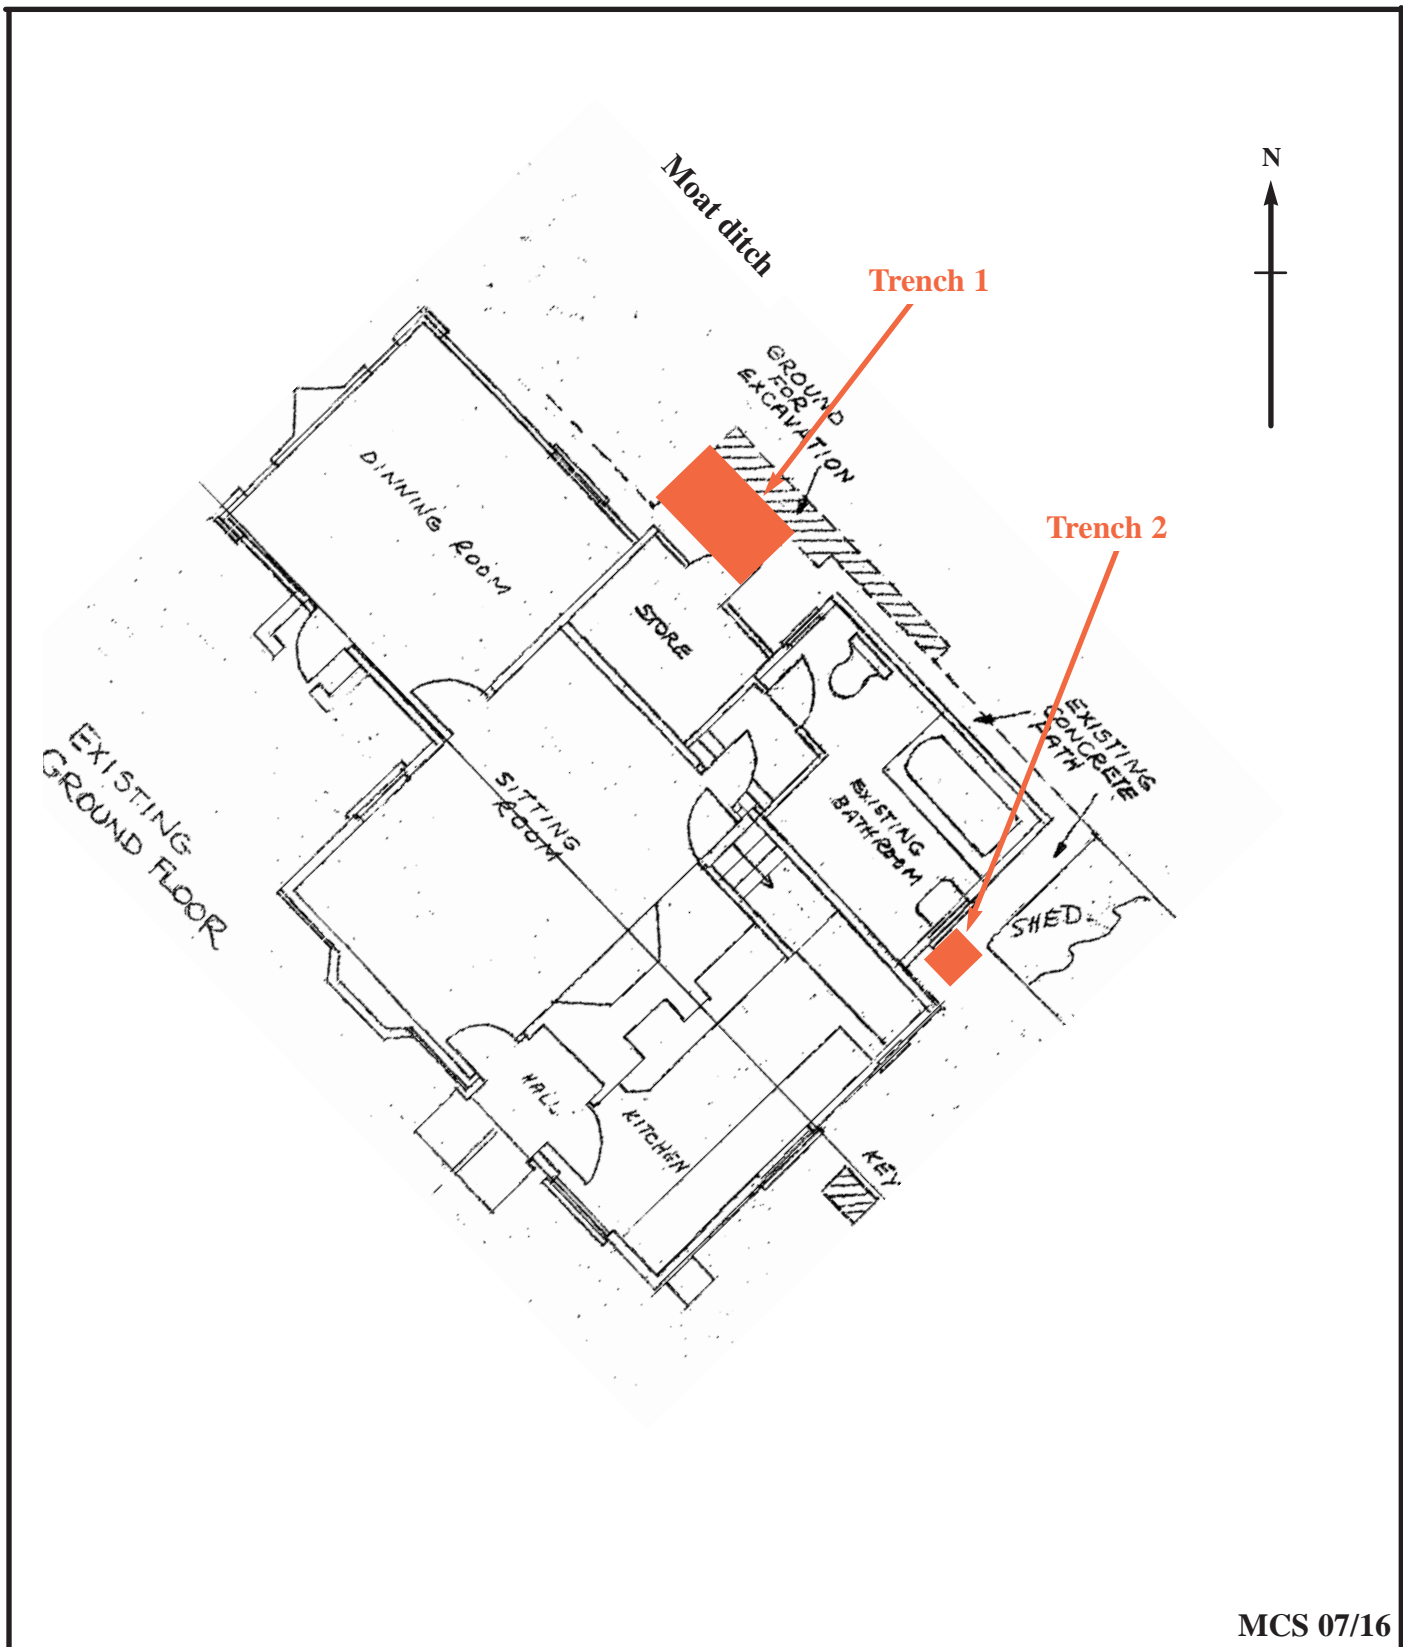 N
Moat ditch
Trench 1
GROUND
FOR
EXCAVATION
DINNING ROOM
Trench 2
STORE
EXISTING
CONCRETE
PATH
EXISTING
GROUND FLOOR
SITTING
ROOM
EXISTING
BATHROOM
SHED
HALL
KITCHEN
KEY
MCS 07/16